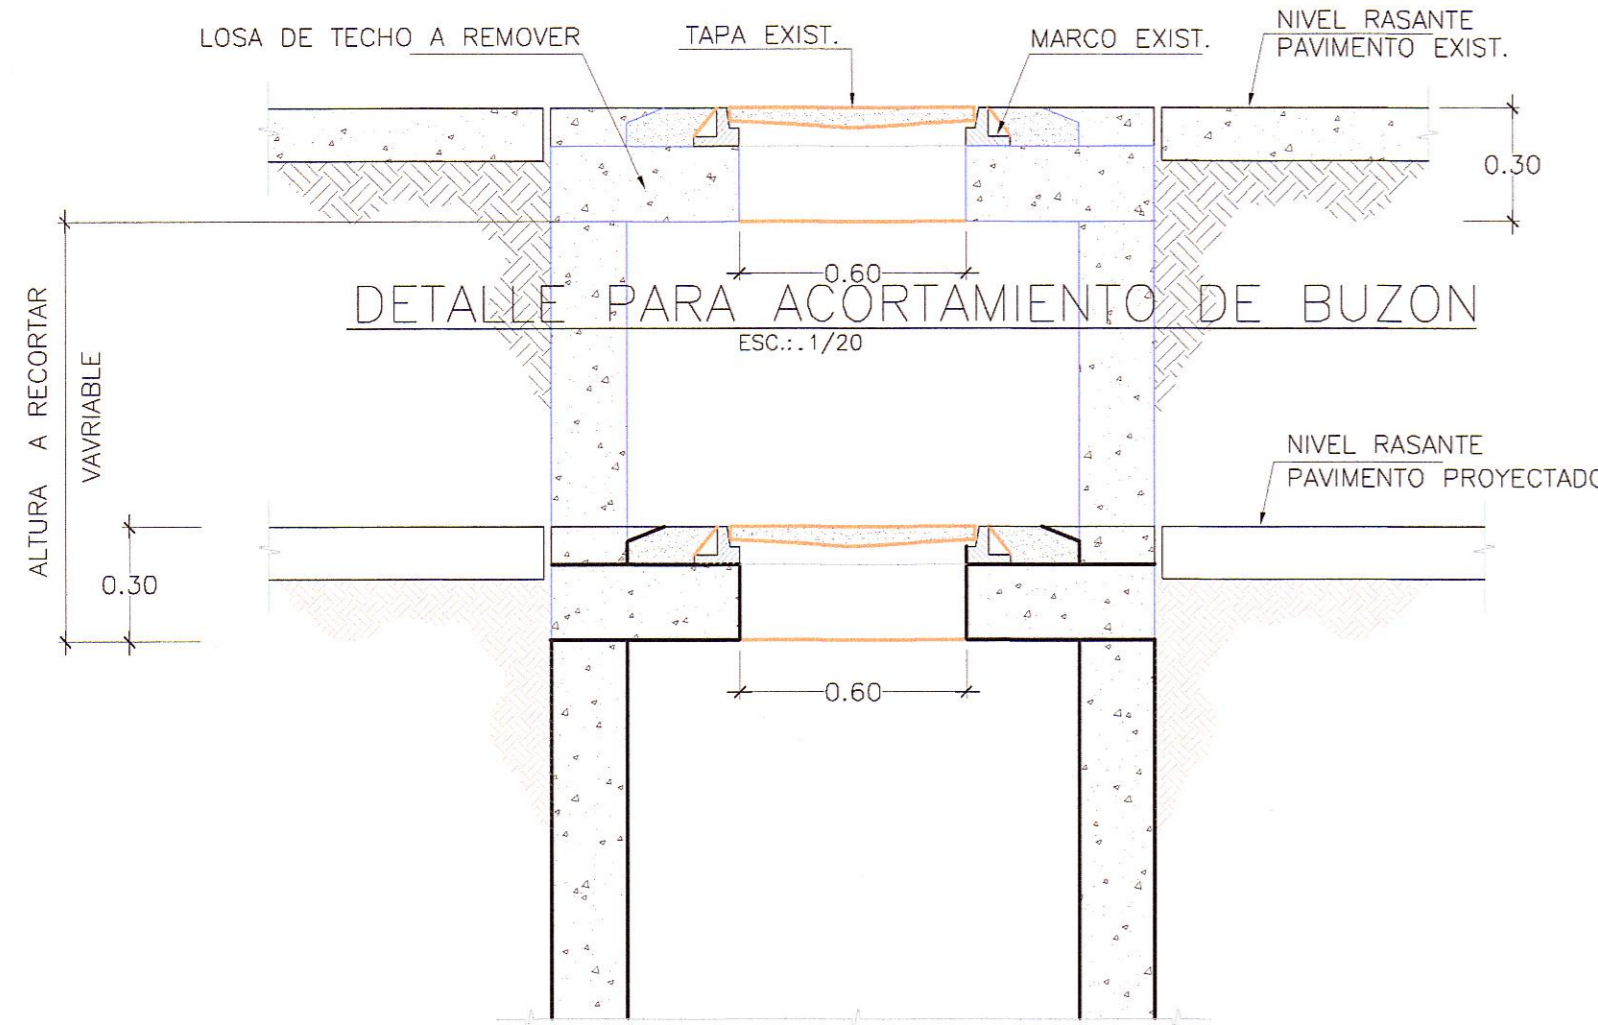 LOSA DE TECHO A REMOVER
TAPA EXIST.
MARCO EXIST.
NIVEL RASANTE
PAVIMENTO EXIST.
0.30
0.60
DETALLE PARA ACORTAMIENTO DE BUZON
ESC.:.1/20
ALTURA A RECORTAR
VAVRIABLE
NIVEL RASANTE
PAVIMENTO PROYECTADO
0.30
0.60